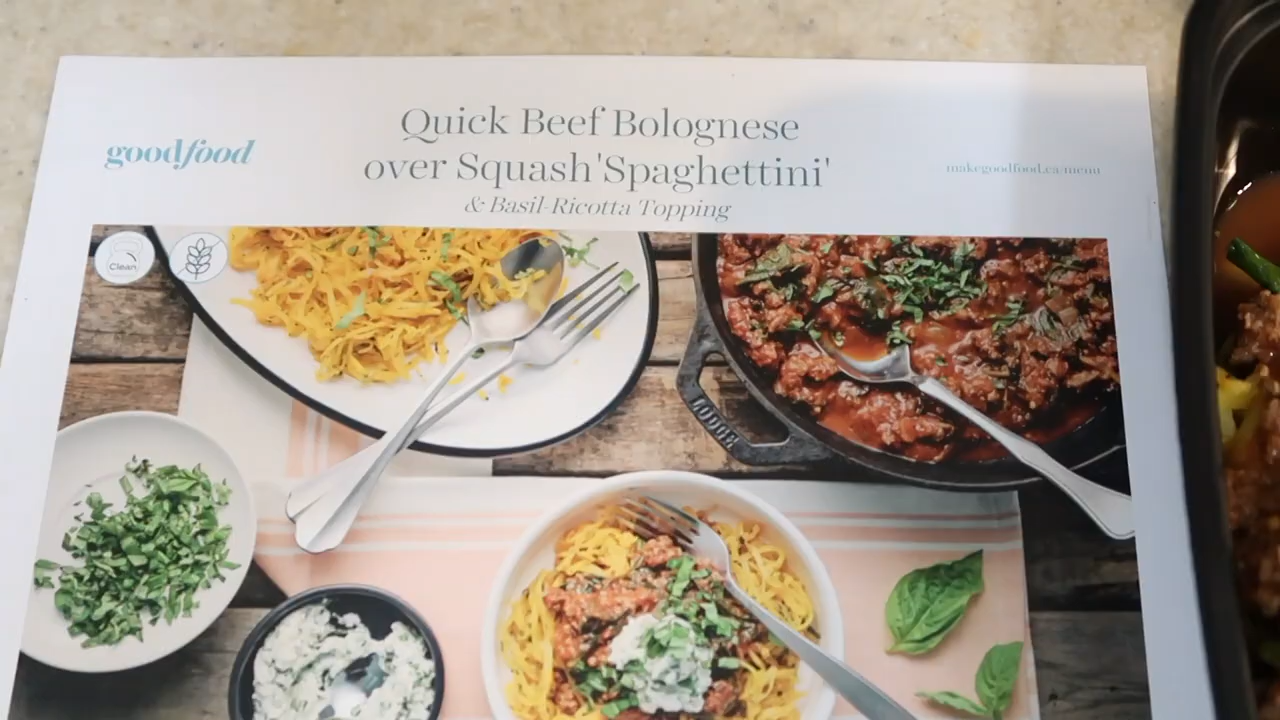 Quick Beef Bolognese
goodfood
over Squash 'Spaghettini'
makegoodfood.ca/menu
& Basil-Ricotta Topping
Clean
LODGE